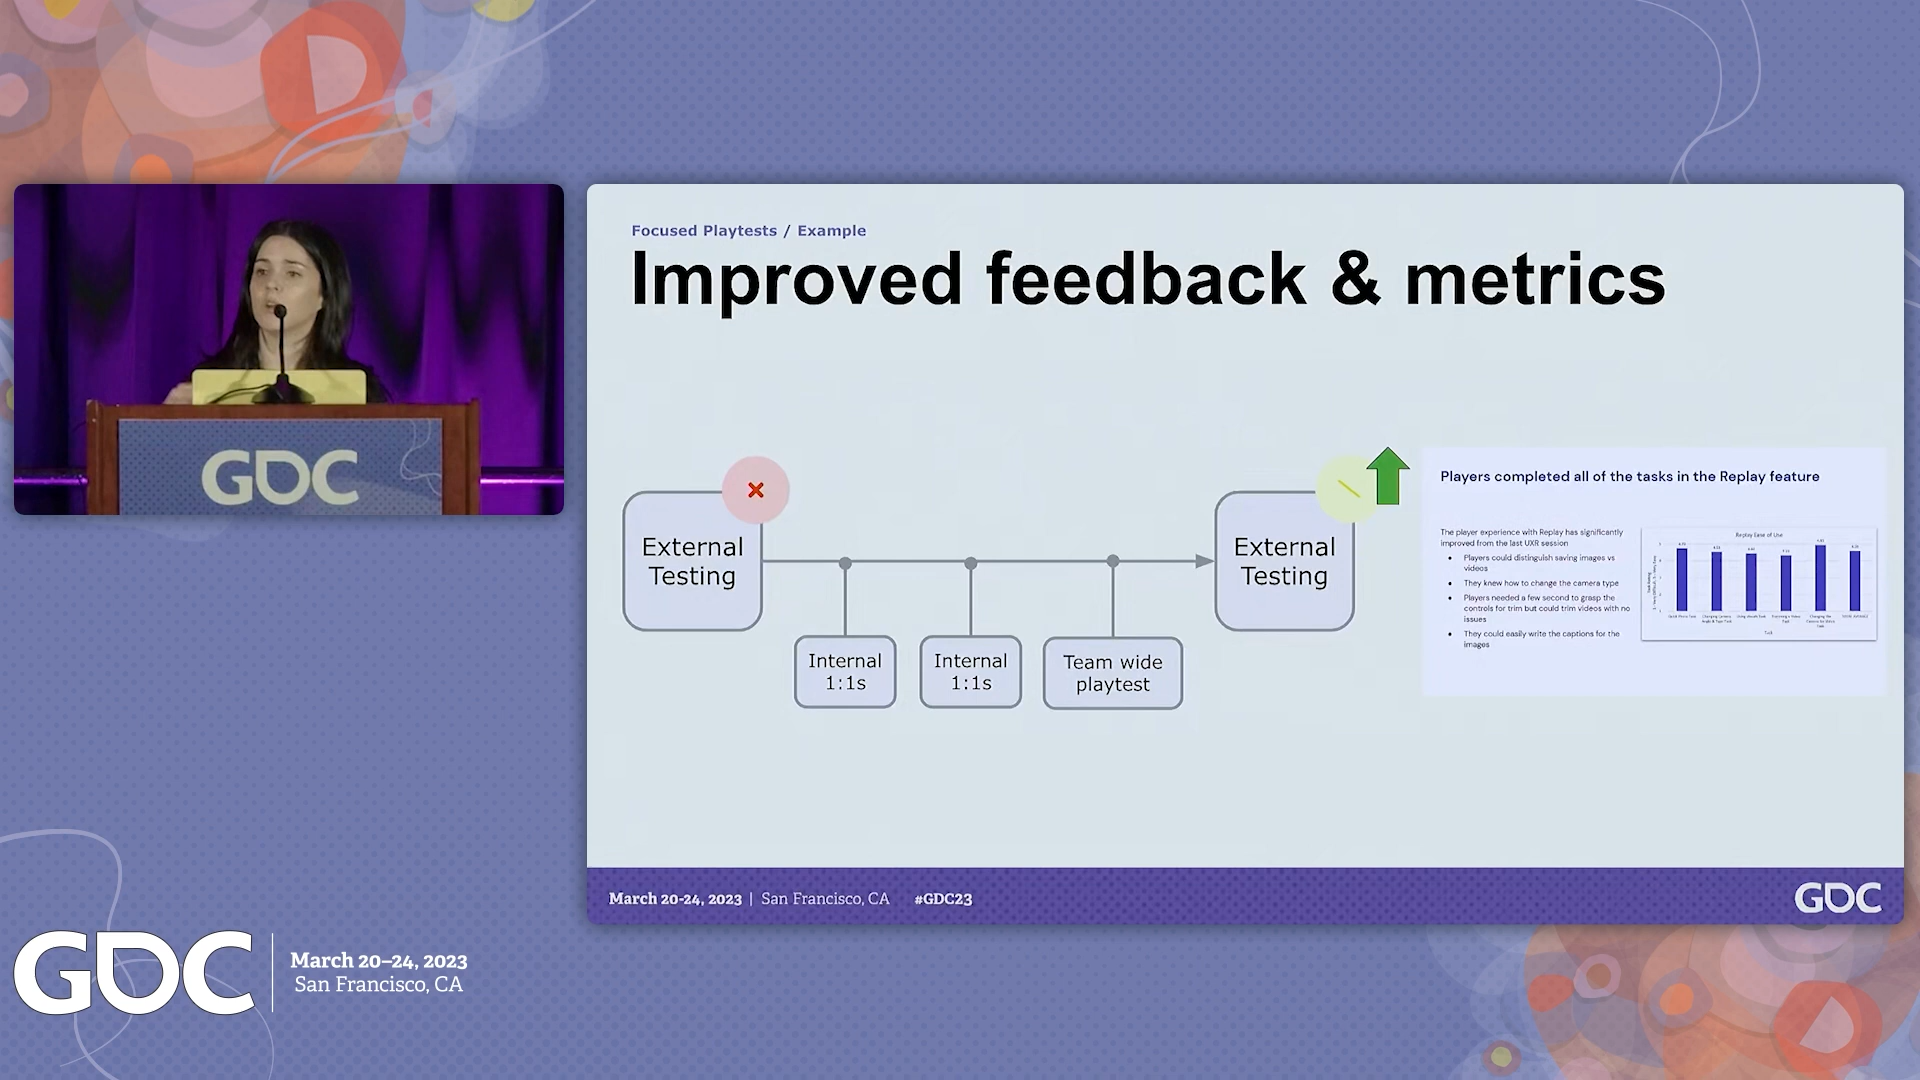 Focused Playtests / Example
Improved feedback & metrics
External
Testing
Internal
1:1s
Internal
1:1s
Team wide
playtest
External
Testing
Players completed all of the tasks in the Replay feature
The player experience with Replay has significantly
improved from the last UXR session
Players could distinguish saving images vs
videos
They knew how to change the camera type
Players needed a few second to grasp the
controls for trim but could trim videos with no
issues
They could easily write the captions for the
images
Replay Ease of Use
Task
GDC
March 20-24, 2023 | San Francisco, CA #GDC23
GDC
GDC
March 20–24, 2023
San Francisco, CA